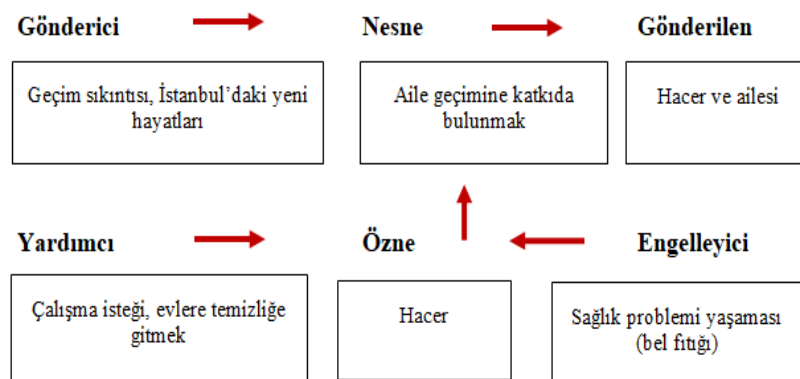 Gönderici
Nesne
Gönderilen
Geçim sıkıntısı, İstanbul'daki yeni
hayatları
Aile geçimine katkıda
bulunmak
Hacer ve ailesi
Yardımcı
Özne
Engelleyici
Çalışma isteği, evlere temizliğe
gitmek
Hacer
Sağlık problemi yaşaması
(bel fıtığı)